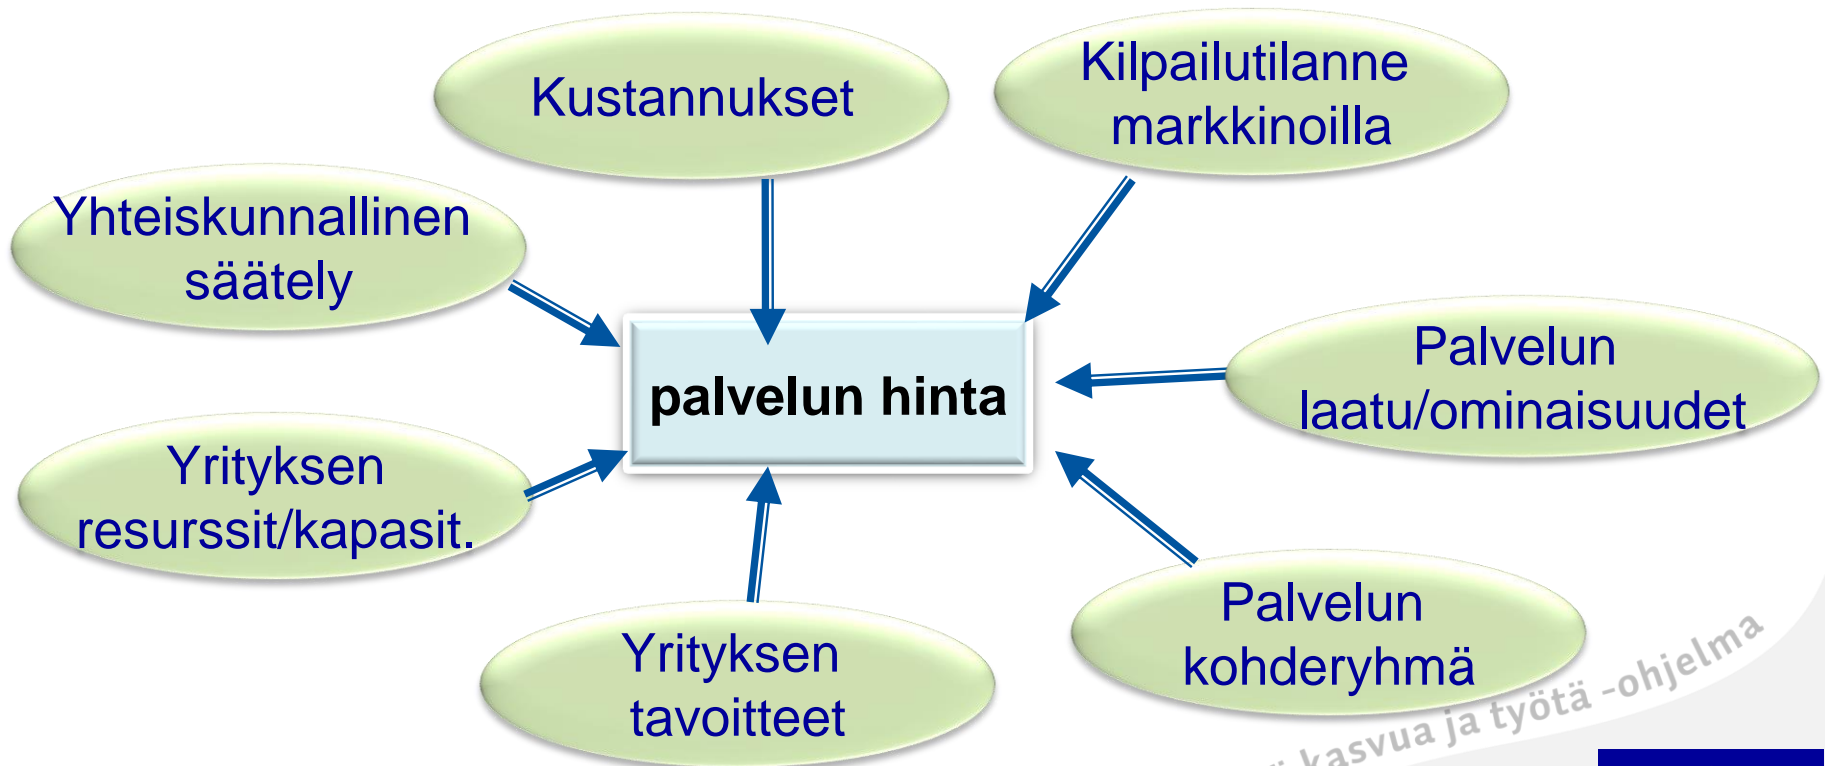 Kustannukset
Kilpailutilanne
markkinoilla
Yhteiskunnallinen
säätely
palvelun hinta
Palvelun
laatu/ominaisuudet
Yrityksen
resurssit/kapasit.
Yrityksen
tavoitteet
Palvelun
kohderyhmä
kasvua ja työtä -ohjelma